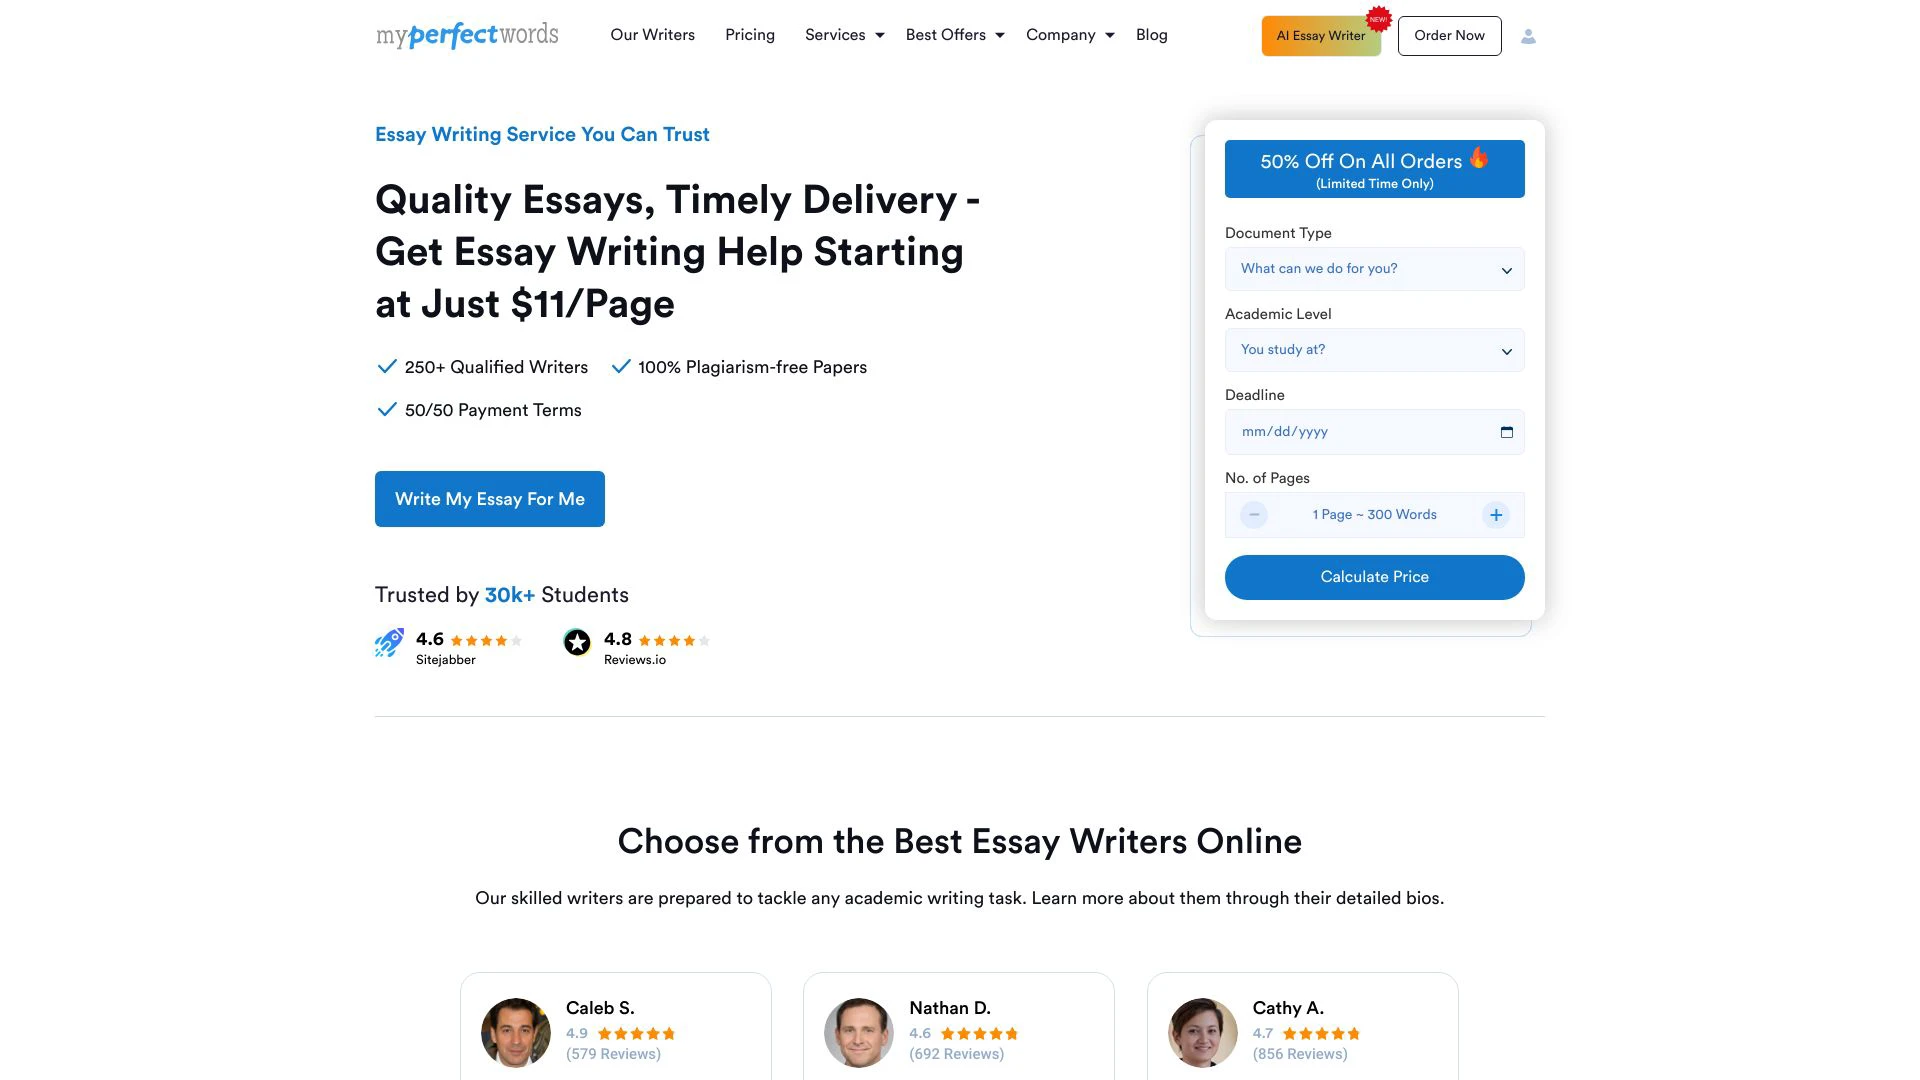 myperfectwords
Our Writers
Pricing
Services
Best Offers
Company
Blog
AI Essay Writer
NEW!
Order Now
Essay Writing Service You Can Trust
Quality Essays, Timely Delivery -
Get Essay Writing Help Starting
at Just $11/Page
250+ Qualified Writers
100% Plagiarism-free Papers
50/50 Payment Terms
Write My Essay For Me
Trusted by 30k+ Students
4.6
Sitejabber
4.8
Reviews.io
50% Off On All Orders
(Limited Time Only)
Document Type
What can we do for you?
Academic Level
You study at?
Deadline
mm/dd/yyyy
No. of Pages
1 Page ~ 300 Words
Calculate Price
Choose from the Best Essay Writers Online
Our skilled writers are prepared to tackle any academic writing task. Learn more about them through their detailed bios.
Caleb S.
4.9
(579 Reviews)
Nathan D.
4.6
(692 Reviews)
Cathy A.
4.7
(856 Reviews)